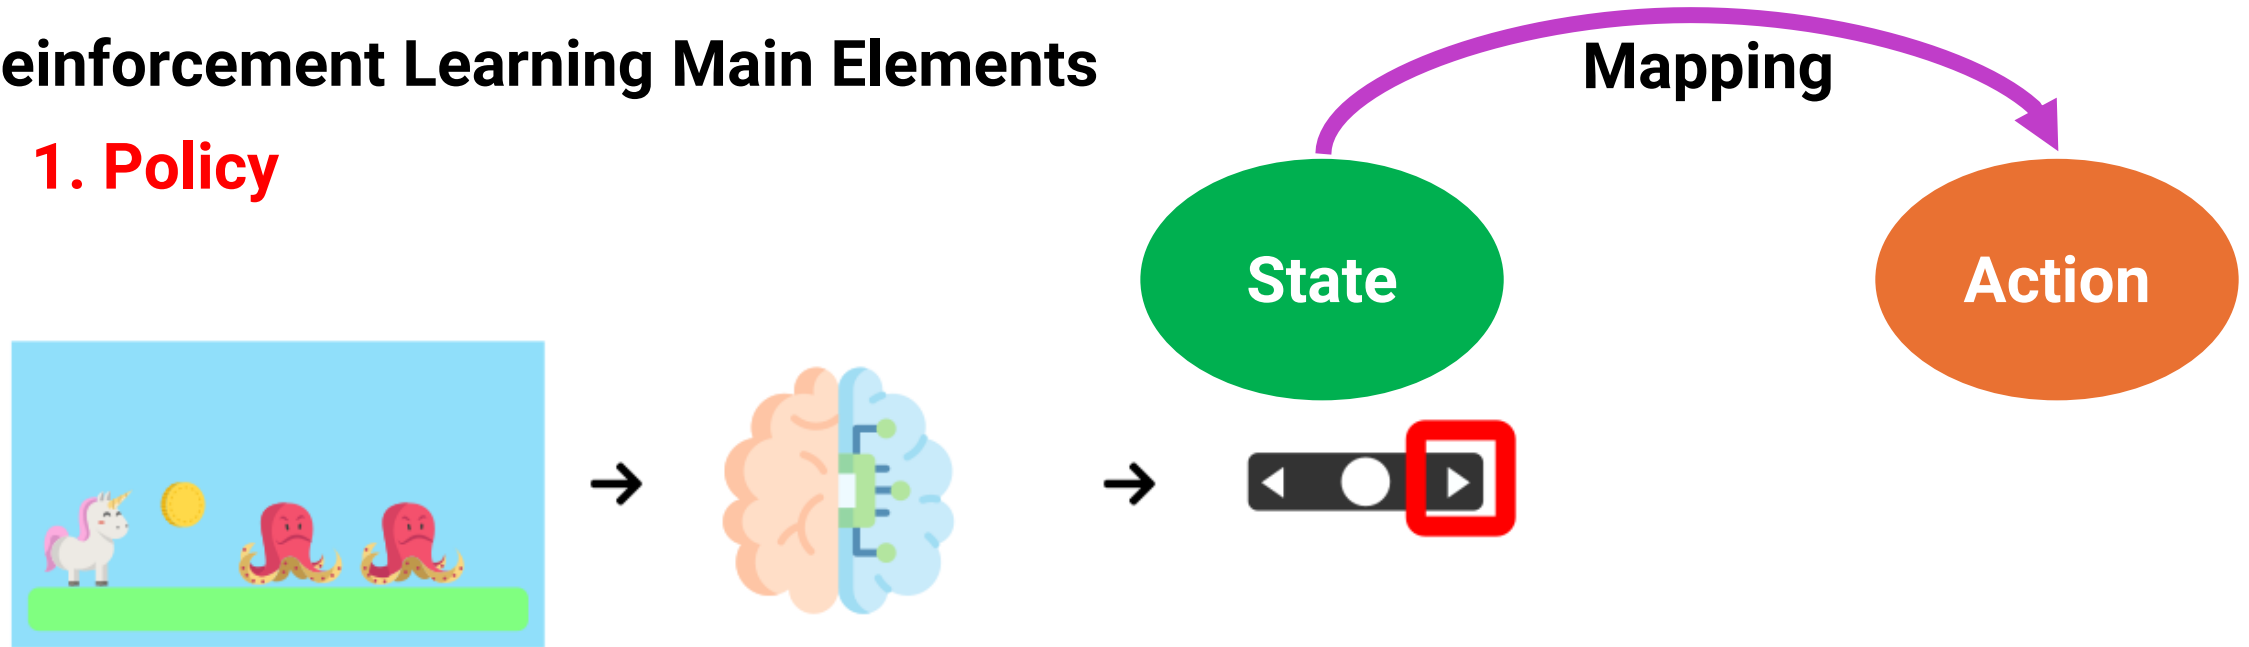 einforcement Learning Main Elements
1. Policy
Mapping
State
Action